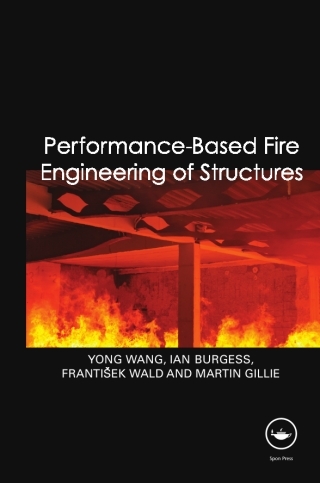 Performance-Based Fire
Engineering of Structures
YONG WANG, IAN BURGESS,
FRANTIŠEK WALD AND MARTIN GILLIE
Spon Press